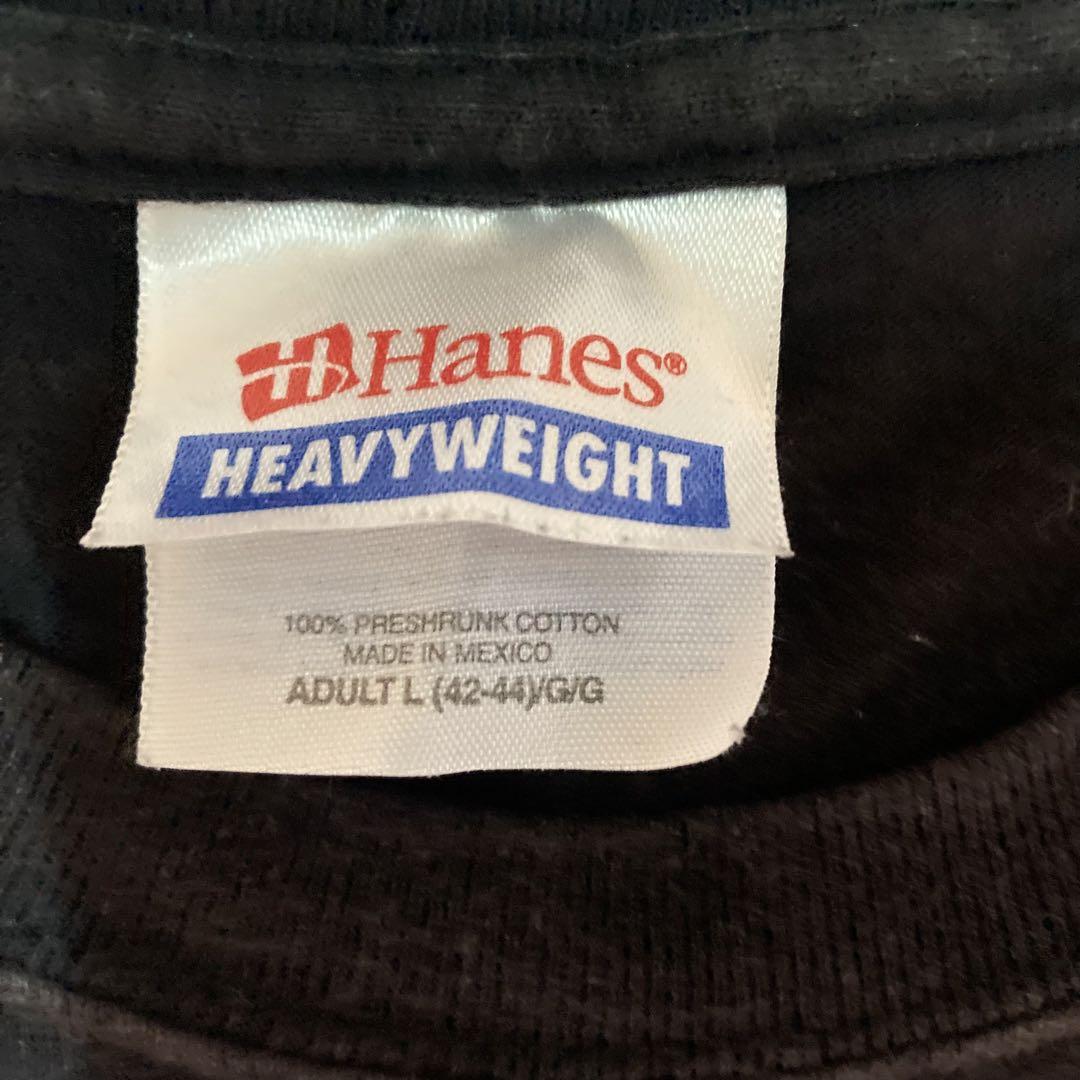 H Hanes®
HEAVYWEIGHT
100% PRESHRUNK COTTON
MADE IN MEXICO
ADULT L (42-44)/G/G